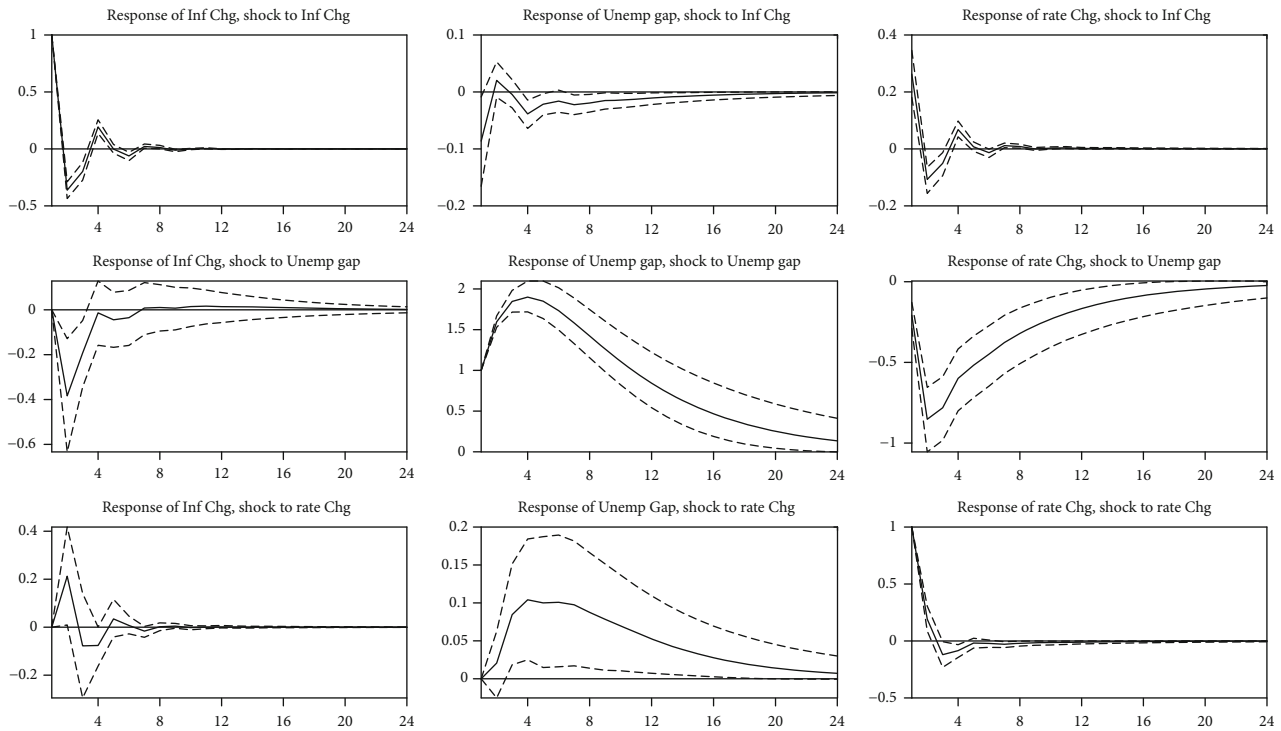 Response of Inf Chg, shock to Inf Chg
1
0.5
0
−0.5
4 8 12 16 20 24
Response of Unemp gap, shock to Inf Chg
0.1
0
−0.1
−0.2
4 8 12 16 20 24
Response of rate Chg, shock to Inf Chg
0.4
0.2
0
−0.2
4 8 12 16 20 24
Response of Inf Chg, shock to Unemp gap
0
−0.2
−0.4
−0.6
4 8 12 16 20 24
Response of Unemp gap, shock to Unemp gap
2
1.5
1
0.5
0
4 8 12 16 20 24
Response of rate Chg, shock to Unemp gap
0
−0.5
−1
4 8 12 16 20 24
Response of Inf Chg, shock to rate Chg
0.4
0.2
0
−0.2
4 8 12 16 20 24
Response of Unemp Gap, shock to rate Chg
0.2
0.15
0.1
0.05
0
4 8 12 16 20 24
Response of rate Chg, shock to rate Chg
1
0.5
0
−0.5
4 8 12 16 20 24